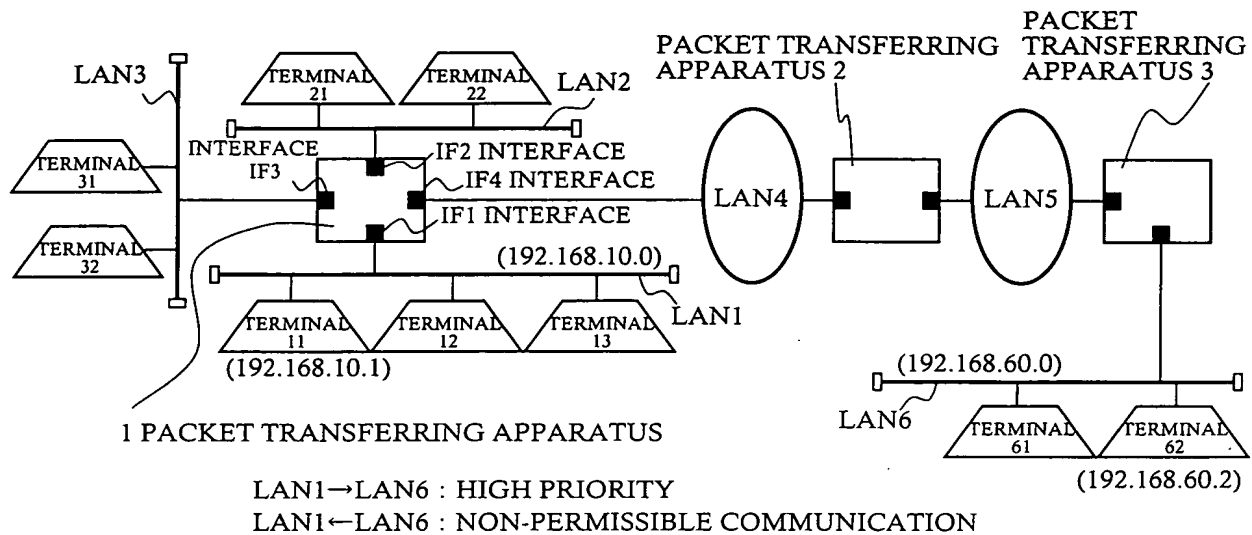 PACKET
TRANSFERRING
APPARATUS 3
PACKET TRANSFERRING
APPARATUS 2
LAN3
TERMINAL
21
TERMINAL
22
LAN2
TERMINAL
31
INTERFACE
IF3
IF2 INTERFACE
IF4 INTERFACE
IF1 INTERFACE
LAN4
LAN5
TERMINAL
32
(192.168.10.0)
LAN1
TERMINAL
11
TERMINAL
12
TERMINAL
13
(192.168.10.1)
(192.168.60.0)
LAN6
TERMINAL
61
TERMINAL
62
(192.168.60.2)
1 PACKET TRANSFERRING APPARATUS
LAN1→LAN6 : HIGH PRIORITY
LAN1←LAN6 : NON-PERMISSIBLE COMMUNICATION